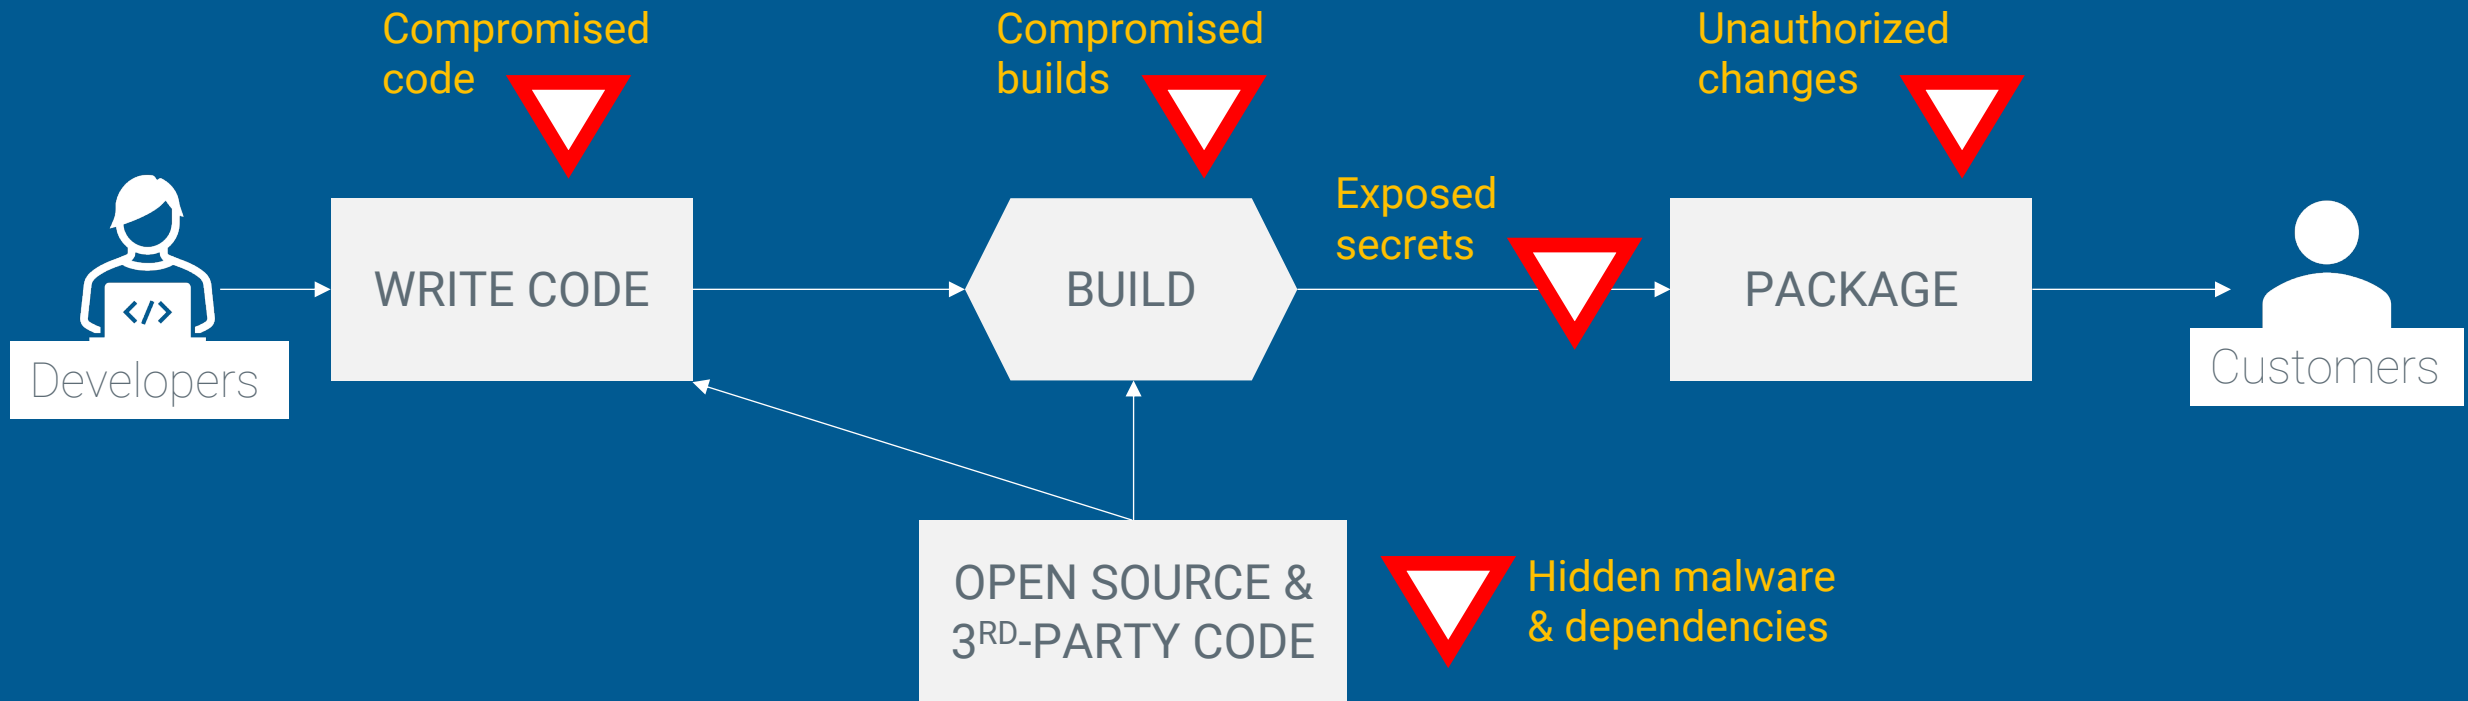 Compromised
code
Compromised
builds
Unauthorized
changes
Exposed
secrets
</>
Developers
WRITE CODE
BUILD
PACKAGE
Customers
OPEN SOURCE &
3RD-PARTY CODE
Hidden malware
& dependencies